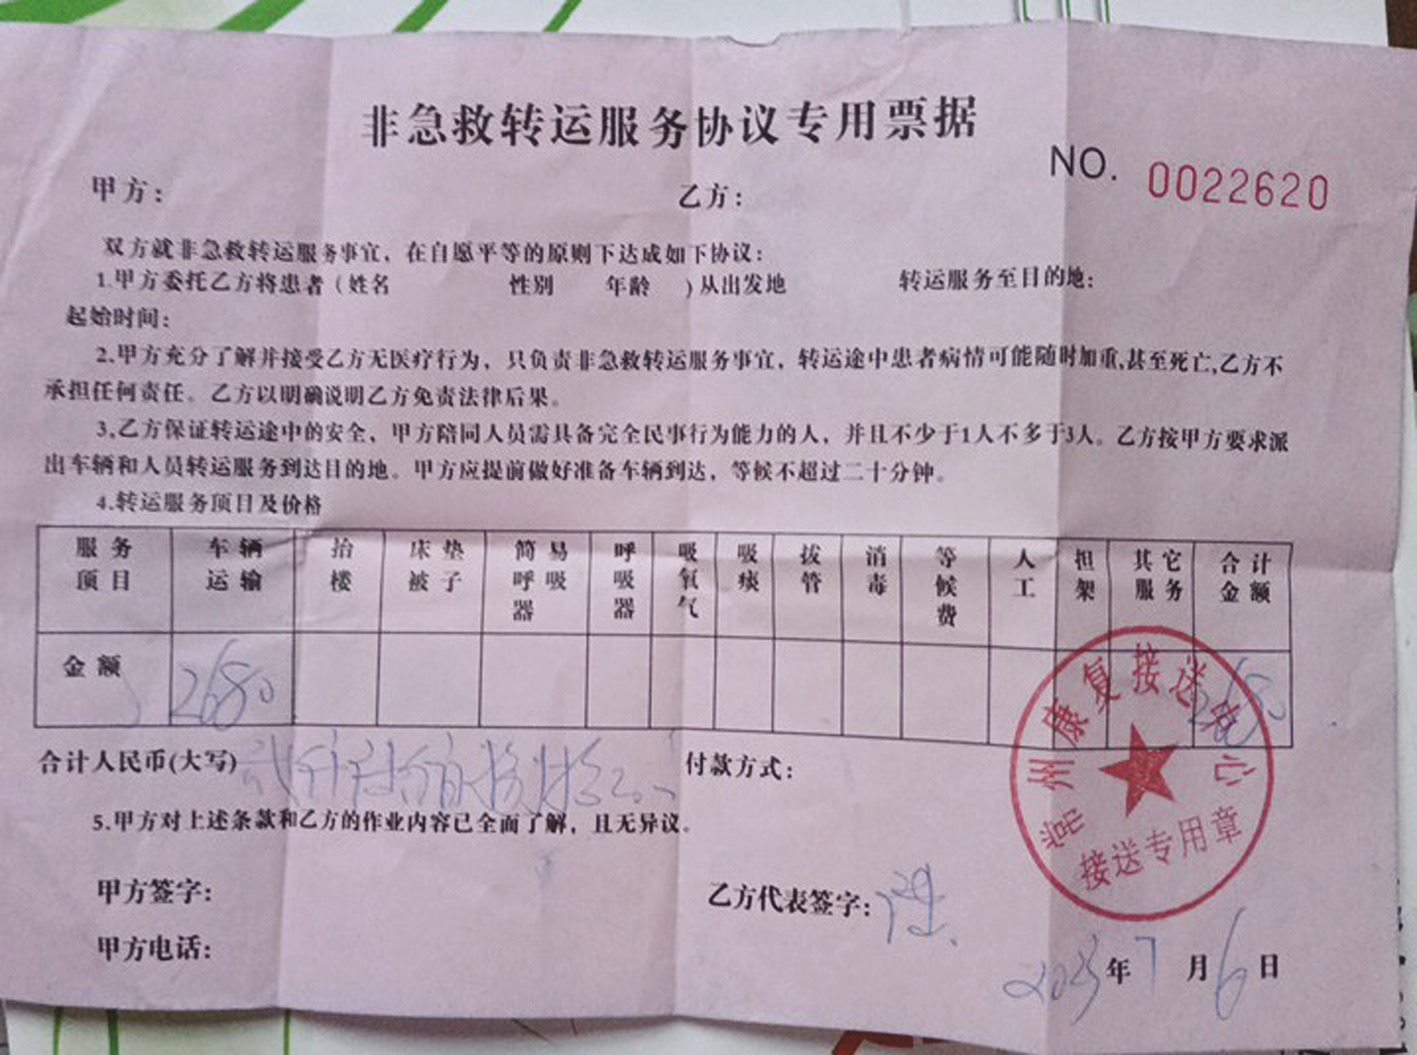 非急救转运服务协议专用票据
NO. 0022620
甲方： 乙方：
双方就非急救转运服务事宜，在自愿平等的原则下达成如下协议：
1.甲方委托乙方将患者（姓名 性别 年龄 ）从出发地 转运服务至目的地：
起始时间：
2.甲方充分了解并接受乙方无医疗行为，只负责非急救转运服务事宜，转运途中患者病情可能随时加重,甚至死亡,乙方不
承担任何责任。乙方以明确说明乙方免责法律后果。
3,乙方保证转运途中的安全，甲方陪同人员需具备完全民事行为能力的人，并且不少于1人不多于3人。乙方按甲方要求派
出车辆和人员转运服务到达目的地。甲方应提前做好准备车辆到达，等候不超过二十分钟。
4.转运服务项目及价格
服务项目 车辆运输 抬楼 床垫被子 简易呼吸器 呼吸器 吸氧气 吸痰 拔管 消毒 等候费 人工 担架 其它服务 合计金额
金额 2680 2680
合计人民币(大写) 付款方式：
5.甲方对上述条款和乙方的作业内容已全面了解，且无异议。
甲方签字： 乙方代表签字：
甲方电话：
2023年7月6日
常州康复接送中心
接送专用章